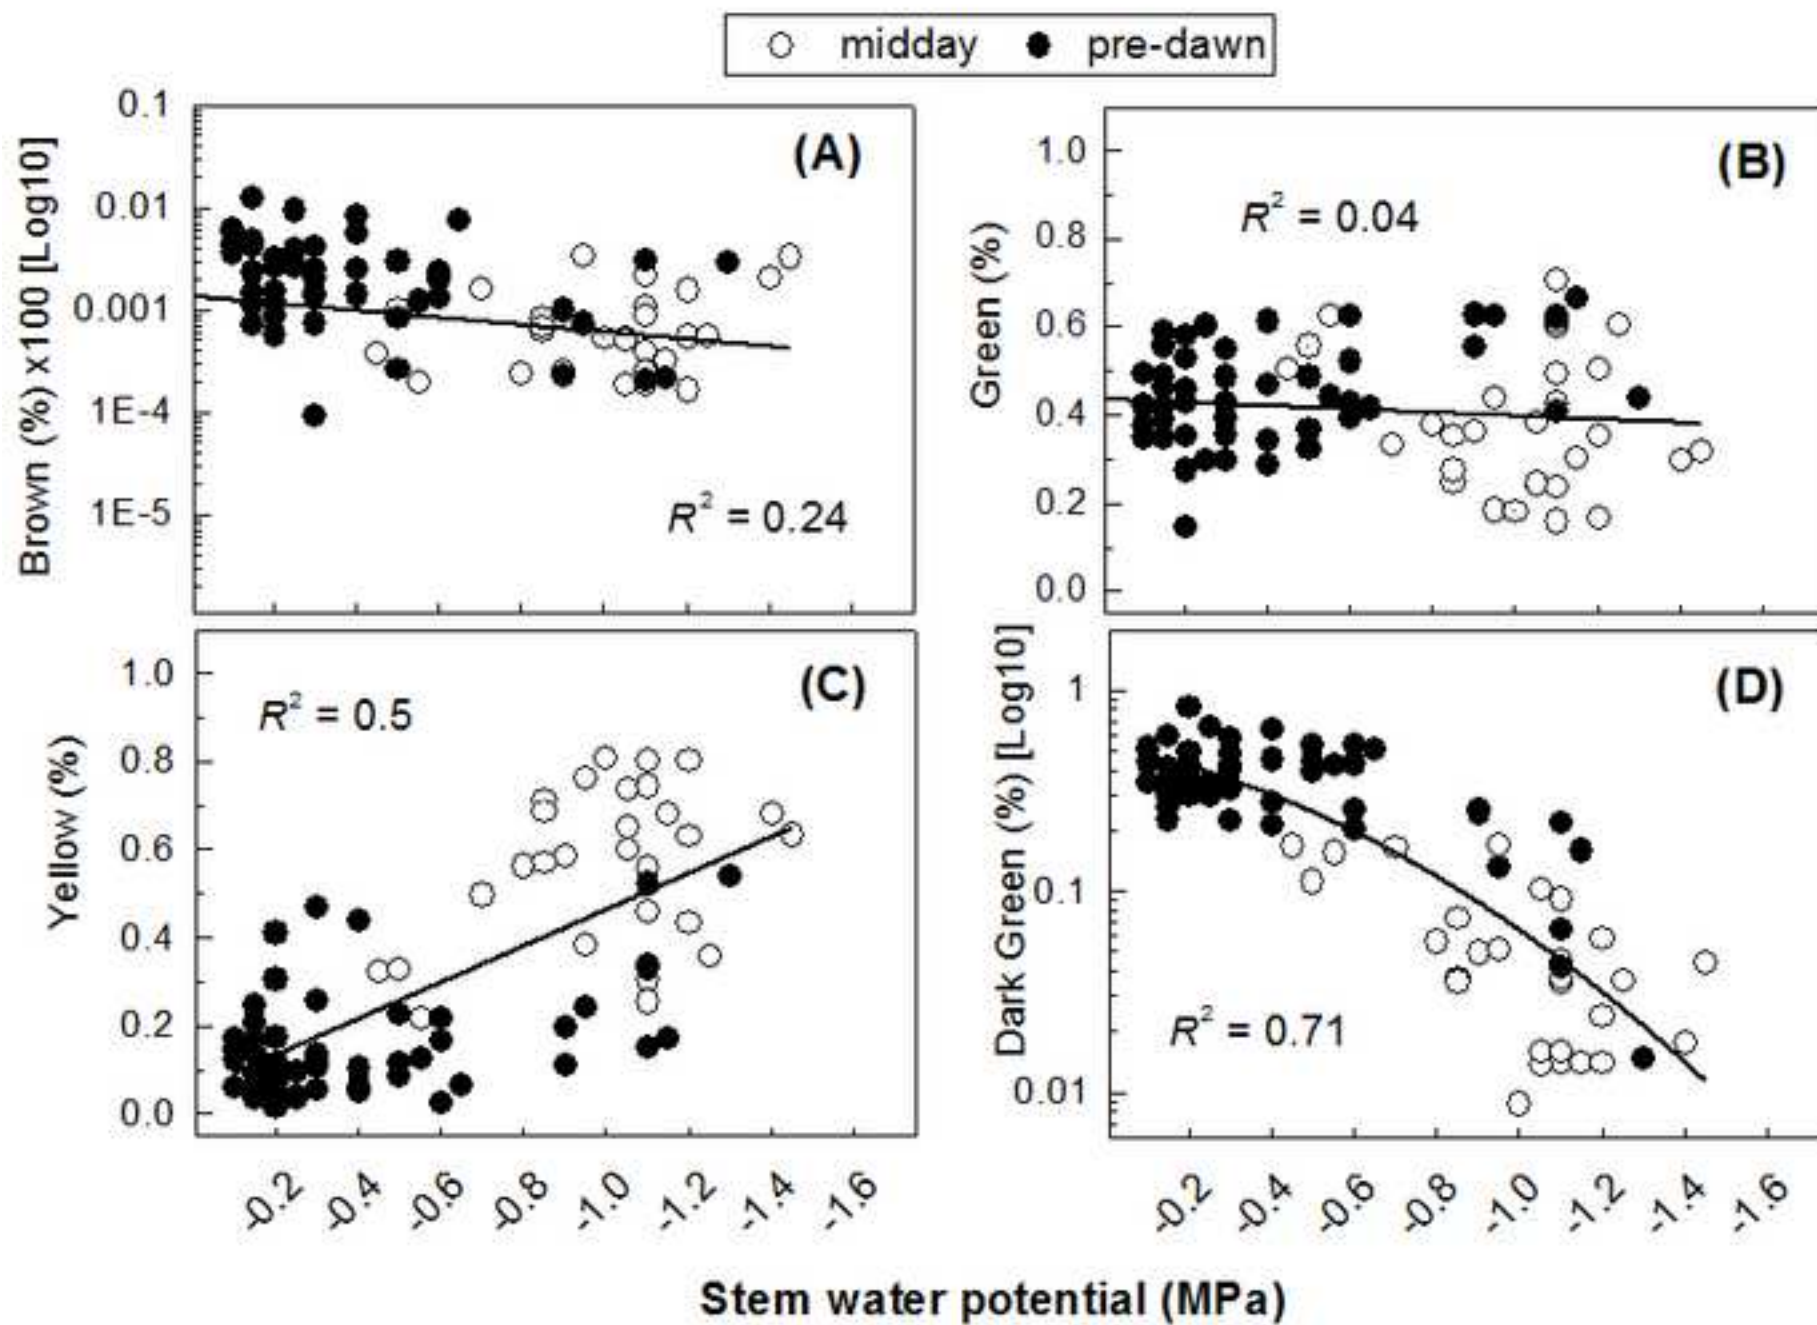 midday pre-dawn
Brown (%) x100 [Log10]
0.1
0.01
0.001
1E-4
1E-5
(A)
R² = 0.24
Green (%)
1.0
0.8
0.6
0.4
0.2
0.0
(B)
R² = 0.04
Yellow (%)
1.0
0.8
0.6
0.4
0.2
0.0
(C)
R² = 0.5
-0.2 -0.4 -0.6 -0.8 -1.0 -1.2 -1.4 -1.6
Dark Green (%) [Log10]
1
0.1
0.01
(D)
R² = 0.71
-0.2 -0.4 -0.6 -0.8 -1.0 -1.2 -1.4 -1.6
Stem water potential (MPa)